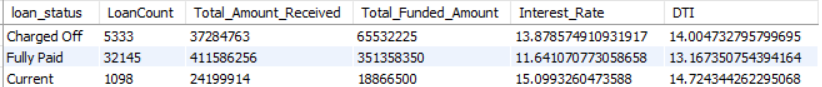 loan_status LoanCount Total_Amount_Received Total_Funded_Amount Interest_Rate DTI
Charged Off 5333 37284763 65532225 13.878574910931917 14.004732795799695
Fully Paid 32145 411586256 351358350 11.641070773058658 13.167350754394164
Current 1098 24199914 18866500 15.0993260473588 14.724344262295068